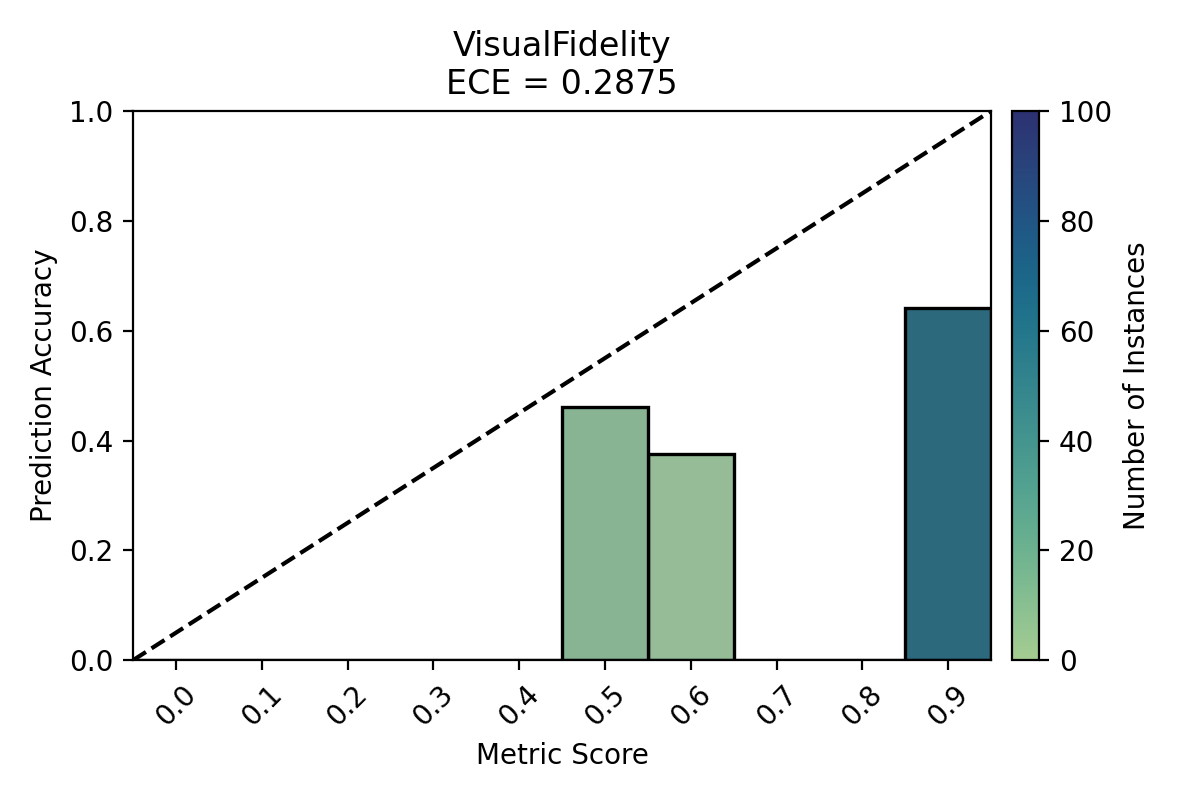 VisualFidelity
ECE = 0.2875
Prediction Accuracy
1.0
0.8
0.6
0.4
0.2
0.0
0.0 0.1 0.2 0.3 0.4 0.5 0.6 0.7 0.8 0.9
Metric Score
100
80
60
40
20
0
Number of Instances